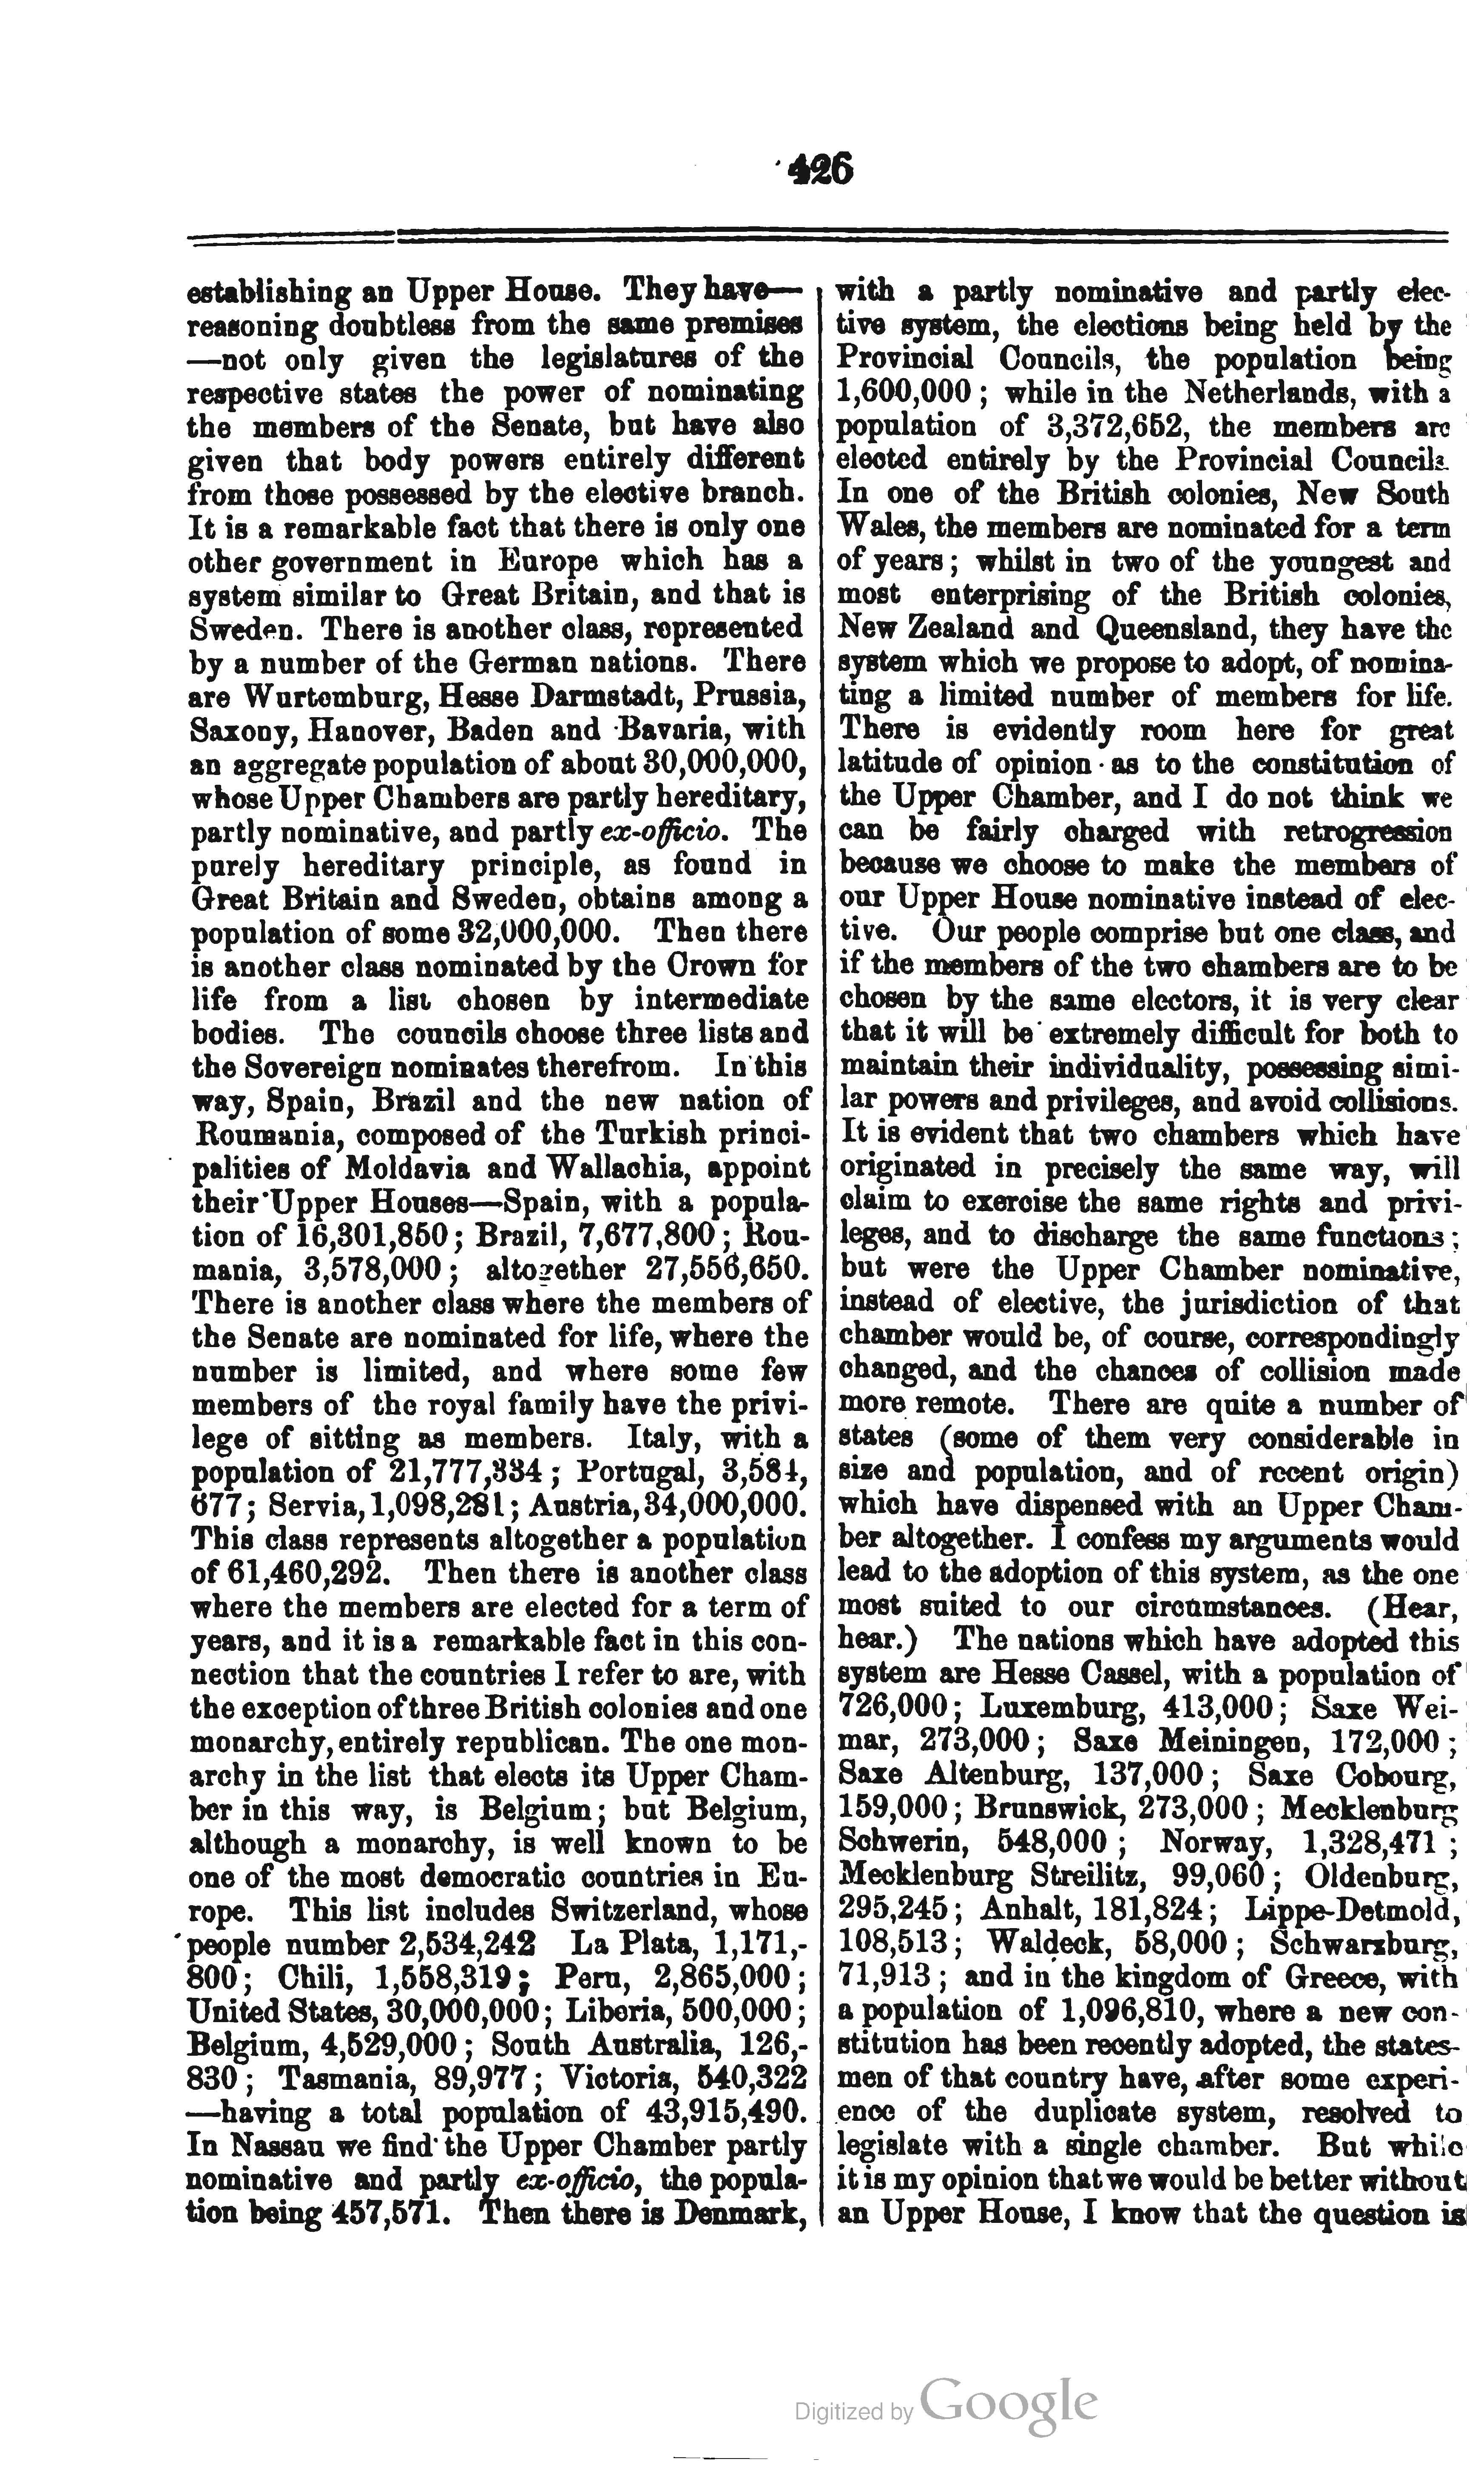 426
establishing an Upper House. They have—
reasoning doubtless from the same premises
—not only given the legislatures of the
respective states the power of nominating
the members of the Senate, but have also
given that body powers entirely different
from those possessed by the elective branch.
It is a remarkable fact that there is only one
other government in Europe which has a
system similar to Great Britain, and that is
Sweden. There is another class, represented
by a number of the German nations. There
are Wurtemburg, Hesse Darmstadt, Prussia,
Saxony, Hanover, Baden and Bavaria, with
an aggregate population of about 30,000,000,
whose Upper Chambers are partly hereditary,
partly nominative, and partly ex-officio. The
purely hereditary principle, as found in
Great Britain and Sweden, obtains among a
population of some 32,000,000. Then there
is another class nominated by the Crown for
life from a list chosen by intermediate
bodies. The councils choose three lists and
the Sovereign nominates therefrom. In this
way, Spain, Brazil and the new nation of
Roumania, composed of the Turkish princi-
palities of Moldavia and Wallachia, appoint
their Upper Houses—Spain, with a popula-
tion of 16,301,850; Brazil, 7,677,800; Rou-
mania, 3,578,000; altogether 27,556,650.
There is another class where the members of
the Senate are nominated for life, where the
number is limited, and where some few
members of the royal family have the privi-
lege of sitting as members. Italy, with a
population of 21,777,334; Portugal, 3,584,
677; Servia, 1,098,281; Austria, 34,000,000.
This class represents altogether a population
of 61,460,292. Then there is another class
where the members are elected for a term of
years, and it is a remarkable fact in this con-
nection that the countries I refer to are, with
the exception of three British colonies and one
monarchy, entirely republican. The one mon-
archy in the list that elects its Upper Cham-
ber in this way, is Belgium; but Belgium,
although a monarchy, is well known to be
one of the most democratic countries in Eu-
rope. This list includes Switzerland, whose
people number 2,534,242 La Plata, 1,171,-
800; Chili, 1,558,319; Peru, 2,865,000;
United States, 30,000,000; Liberia, 500,000;
Belgium, 4,529,000; South Australia, 126,-
830; Tasmania, 89,977; Victoria, 540,322
—having a total population of 43,915,490.
In Nassau we find the Upper Chamber partly
nominative and partly ex-officio, the popula-
tion being 457,571. Then there is Denmark,
with a partly nominative and partly elec-
tive system, the elections being held by the
Provincial Councils, the population being
1,600,000; while in the Netherlands, with a
population of 3,372,652, the members are
elected entirely by the Provincial Councils.
In one of the British colonies, New South
Wales, the members are nominated for a term
of years; whilst in two of the youngest and
most enterprising of the British colonies,
New Zealand and Queensland, they have the
system which we propose to adopt, of nomina-
ting a limited number of members for life.
There is evidently room here for great
latitude of opinion as to the constitution of
the Upper Chamber, and I do not think we
can be fairly charged with retrogression
because we choose to make the members of
our Upper House nominative instead of elec-
tive. Our people comprise but one class, and
if the members of the two chambers are to be
chosen by the same electors, it is very clear
that it will be extremely difficult for both to
maintain their individuality, possessing simi-
lar powers and privileges, and avoid collisions.
It is evident that two chambers which have
originated in precisely the same way, will
claim to exercise the same rights and privi-
leges, and to discharge the same functions;
but were the Upper Chamber nominative,
instead of elective, the jurisdiction of that
chamber would be, of course, correspondingly
changed, and the chances of collision made
more remote. There are quite a number of
states (some of them very considerable in
size and population, and of recent origin)
which have dispensed with an Upper Cham-
ber altogether. I confess my arguments would
lead to the adoption of this system, as the one
most suited to our circumstances. (Hear,
hear.) The nations which have adopted this
system are Hesse Cassel, with a population of
726,000; Luxemburg, 413,000; Saxe Wei-
mar, 273,000; Saxe Meiningen, 172,000;
Saxe Altenburg, 137,000; Saxe Cobourg,
159,000; Brunswick, 273,000; Mecklenburg
Schwerin, 548,000; Norway, 1,328,471;
Mecklenburg Streilitz, 99,060; Oldenburg,
295,245; Anhalt, 181,824; Lippe-Detmold,
108,513; Waldeck, 58,000; Schwarzburg,
71,913; and in the kingdom of Greece, with
a population of 1,096,810, where a new con-
stitution has been recently adopted, the states-
men of that country have, after some experi-
ence of the duplicate system, resolved to
legislate with a single chamber. But while
it is my opinion that we would be better without
an Upper House, I know that the question is
Digitized by Google